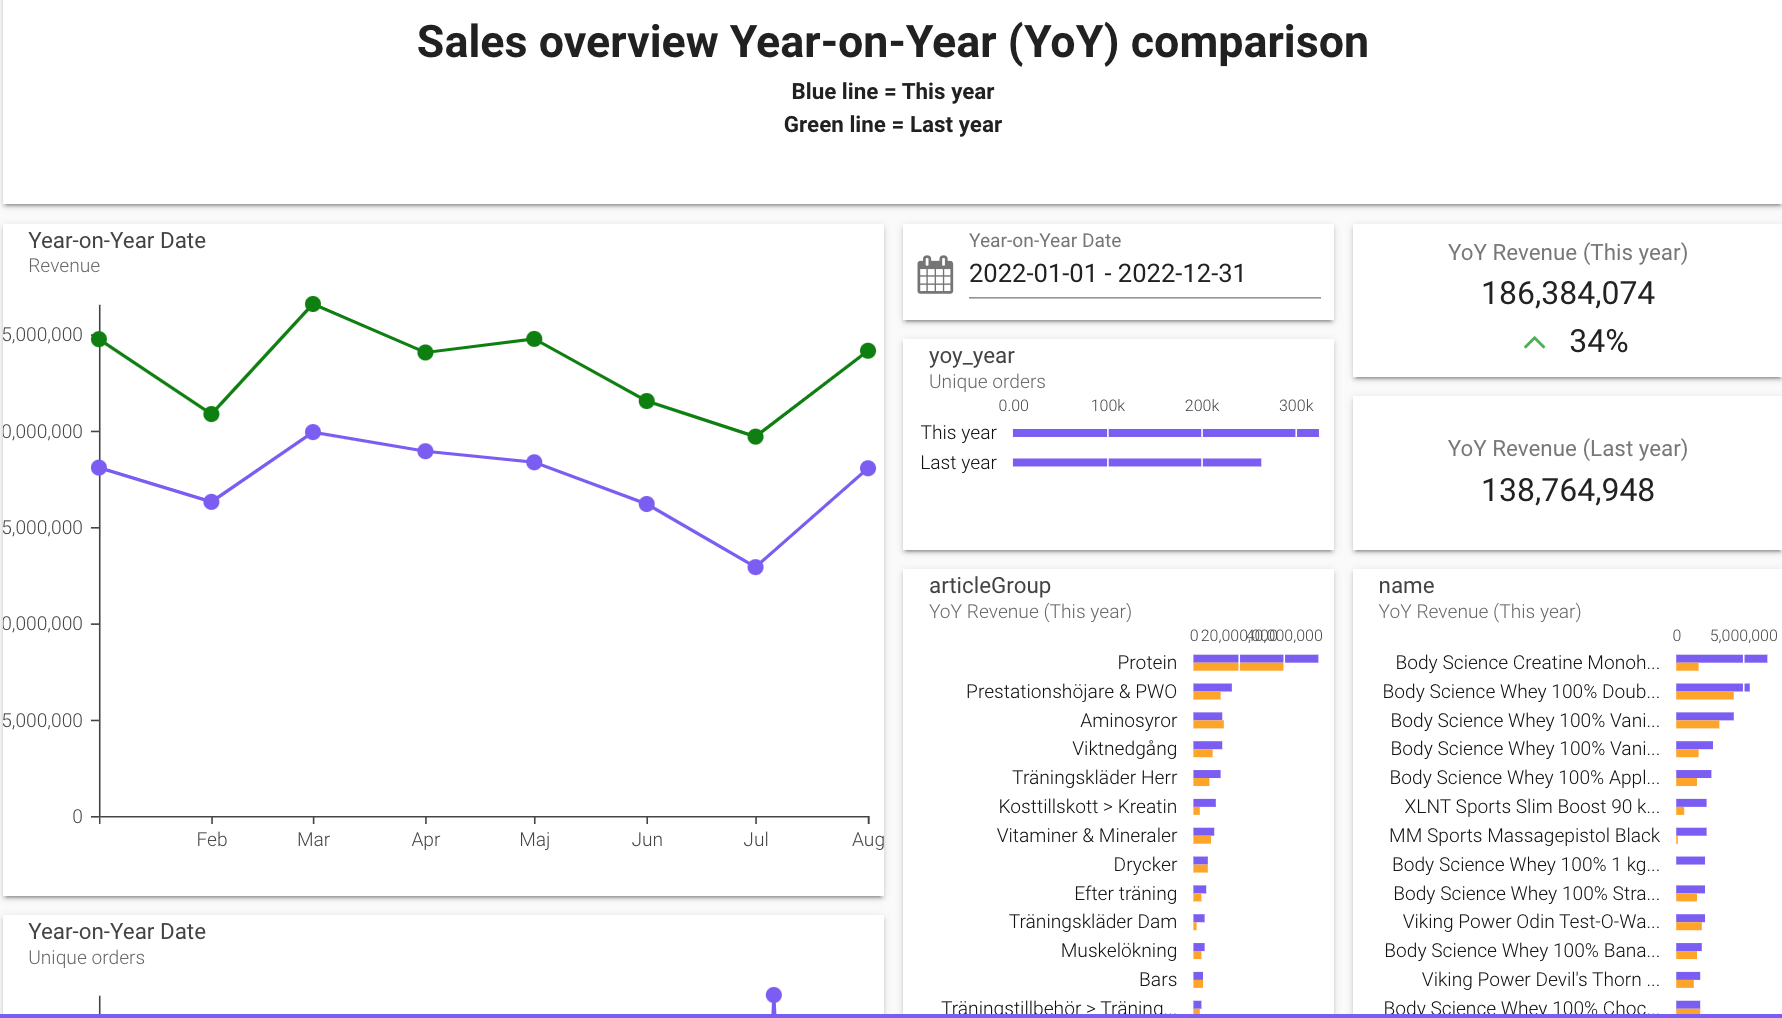 Sales overview Year-on-Year (YoY) comparison
Blue line = This year
Green line = Last year
Year-on-Year Date
Revenue
5,000,000
0,000,000
5,000,000
0,000,000
5,000,000
0
Feb Mar Apr Maj Jun Jul Aug
Year-on-Year Date
Unique orders
Year-on-Year Date
2022-01-01 - 2022-12-31
yoy_year
Unique orders
0.00 100k 200k 300k
This year
Last year
YoY Revenue (This year)
186,384,074
34%
YoY Revenue (Last year)
138,764,948
articleGroup
YoY Revenue (This year)
0 20,000,000 40,000,000
Protein
Prestationshöjare & PWO
Aminosyror
Viktnedgång
Träningskläder Herr
Kosttillskott > Kreatin
Vitaminer & Mineraler
Drycker
Efter träning
Träningskläder Dam
Muskelökning
Bars
Träningstillbehör > Träning...
name
YoY Revenue (This year)
0 5,000,000
Body Science Creatine Monoh...
Body Science Whey 100% Doub...
Body Science Whey 100% Vani...
Body Science Whey 100% Vani...
Body Science Whey 100% Appl...
XLNT Sports Slim Boost 90 k...
MM Sports Massagepistol Black
Body Science Whey 100% 1 kg...
Body Science Whey 100% Stra...
Viking Power Odin Test-O-Wa...
Body Science Whey 100% Bana...
Viking Power Devil's Thorn ...
Body Science Whey 100% Choc...